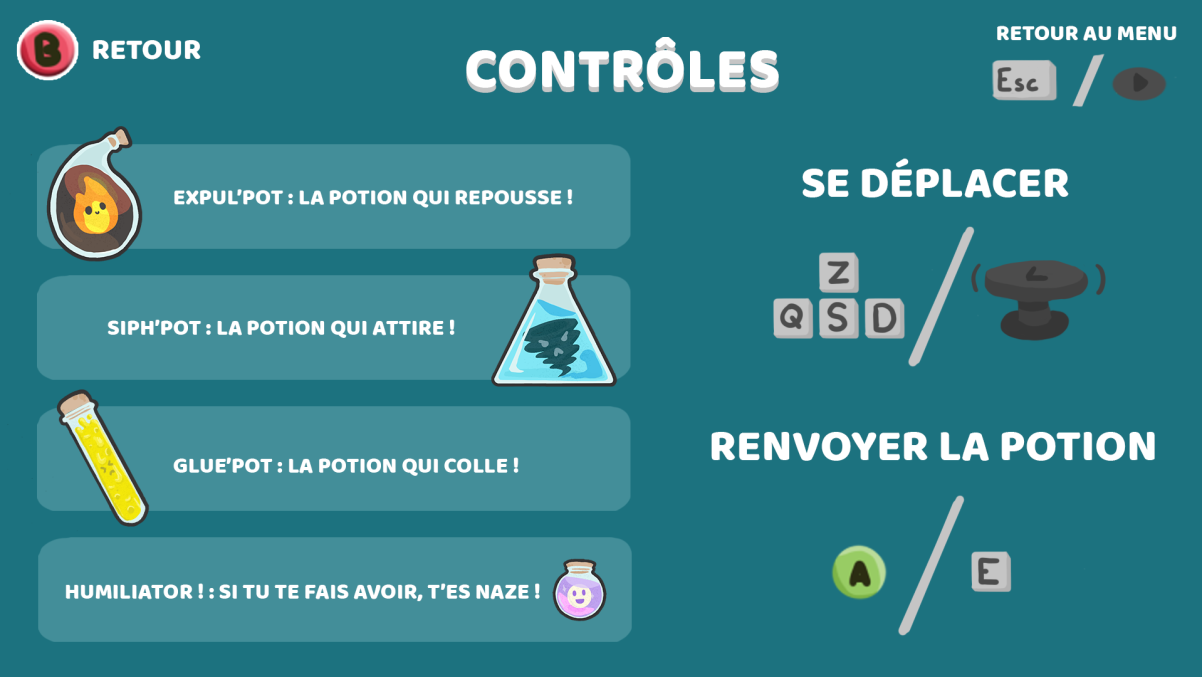 B RETOUR
CONTRÔLES
RETOUR AU MENU
Esc
EXPUL'POT : LA POTION QUI REPOUSSE !
SIPH'POT : LA POTION QUI ATTIRE !
GLUE'POT : LA POTION QUI COLLE !
HUMILIATOR ! : SI TU TE FAIS AVOIR, T'ES NAZE !
SE DÉPLACER
Z
Q S D
L
RENVOYER LA POTION
A / E